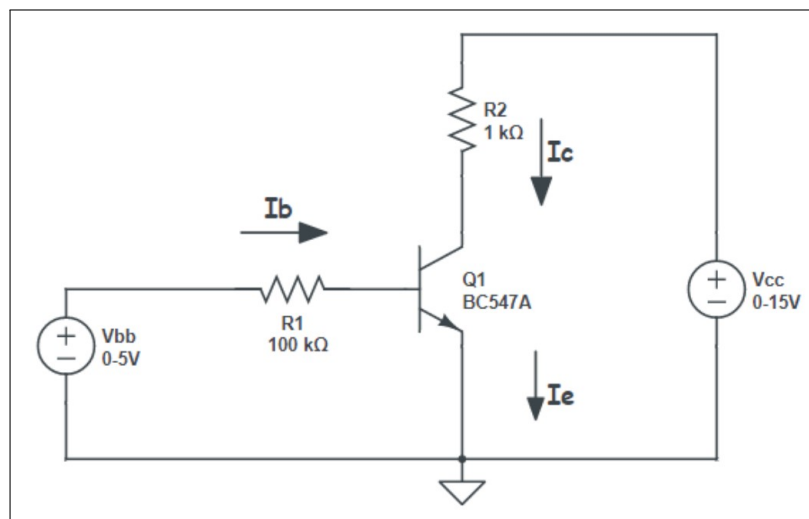 R2
1 kΩ
Ic
Ib
Q1
BC547A
Vcc
0-15V
R1
100 kΩ
Vbb
0-5V
Ie